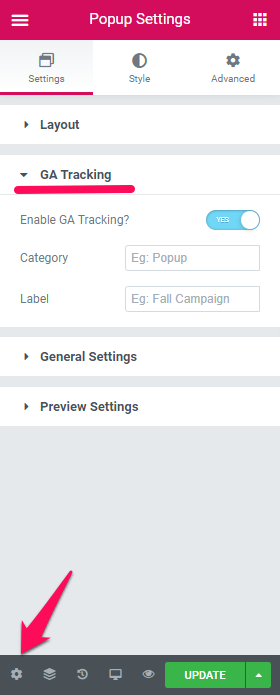 Popup Settings
Settings Style Advanced
Layout
GA Tracking
Enable GA Tracking? YES
Category Eg: Popup
Label Eg: Fall Campaign
General Settings
Preview Settings
UPDATE